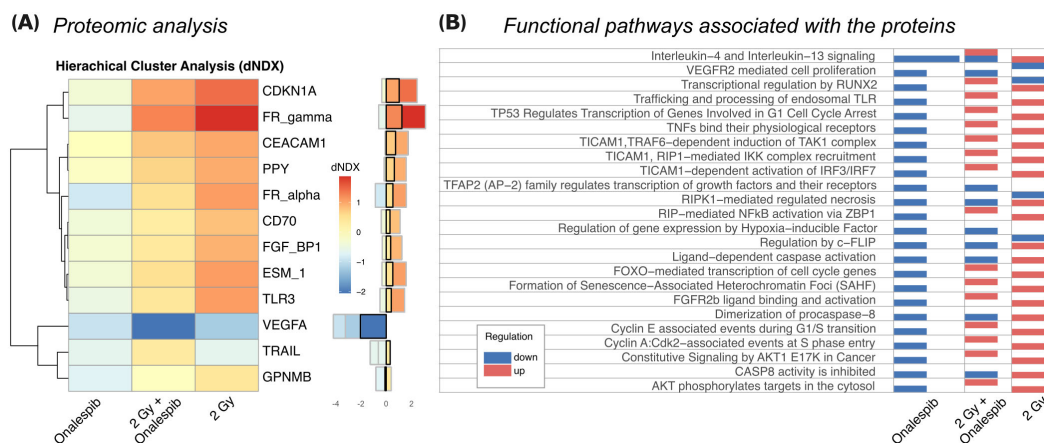 (A) Proteomic analysis
Hierachical Cluster Analysis (dNDX)
CDKN1A
FR_gamma
CEACAM1
PPY
FR_alpha
CD70
FGF_BP1
ESM_1
TLR3
VEGFA
TRAIL
GPNMB
Onalespib
2 Gy +
Onalespib
2 Gy
dNDX
1
0
−1
−2
−4
−2
0
2
(B) Functional pathways associated with the proteins
Interleukin−4 and Interleukin−13 signaling
VEGFR2 mediated cell proliferation
Transcriptional regulation by RUNX2
Trafficking and processing of endosomal TLR
TP53 Regulates Transcription of Genes Involved in G1 Cell Cycle Arrest
TNFs bind their physiological receptors
TICAM1,TRAF6−dependent induction of TAK1 complex
TICAM1, RIP1−mediated IKK complex recruitment
TICAM1−dependent activation of IRF3/IRF7
TFAP2 (AP−2) family regulates transcription of growth factors and their receptors
RIPK1−mediated regulated necrosis
RIP−mediated NFkB activation via ZBP1
Regulation of gene expression by Hypoxia−inducible Factor
Regulation by c−FLIP
Ligand−dependent caspase activation
FOXO−mediated transcription of cell cycle genes
Formation of Senescence−Associated Heterochromatin Foci (SAHF)
FGFR2b ligand binding and activation
Dimerization of procaspase−8
Cyclin E associated events during G1/S transition
Cyclin A:Cdk2−associated events at S phase entry
Constitutive Signaling by AKT1 E17K in Cancer
CASP8 activity is inhibited
AKT phosphorylates targets in the cytosol
Regulation
down
up
Onalespib
2 Gy +
Onalespib
2 Gy